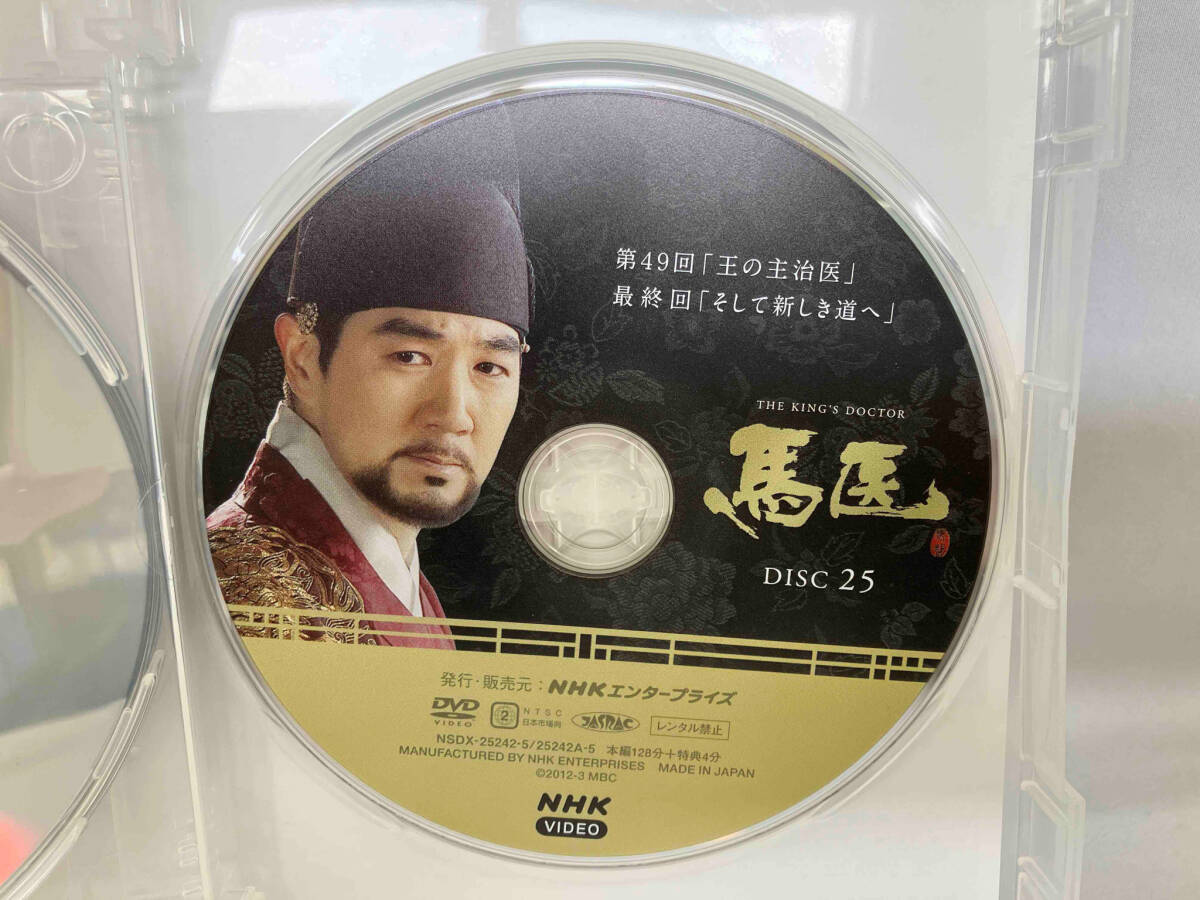 第49回「王の主治医」
最終回「そして新しき道へ」
THE KING'S DOCTOR
馬医
DISC 25
発行・販売元：NHKエンタープライズ
DVD VIDEO
2
NTSC
日本市場向
JASRAC
レンタル禁止
NSDX-25242-5/25242A-5 本編128分＋特典4分
MANUFACTURED BY NHK ENTERPRISES MADE IN JAPAN
©2012-3 MBC
NHK
VIDEO